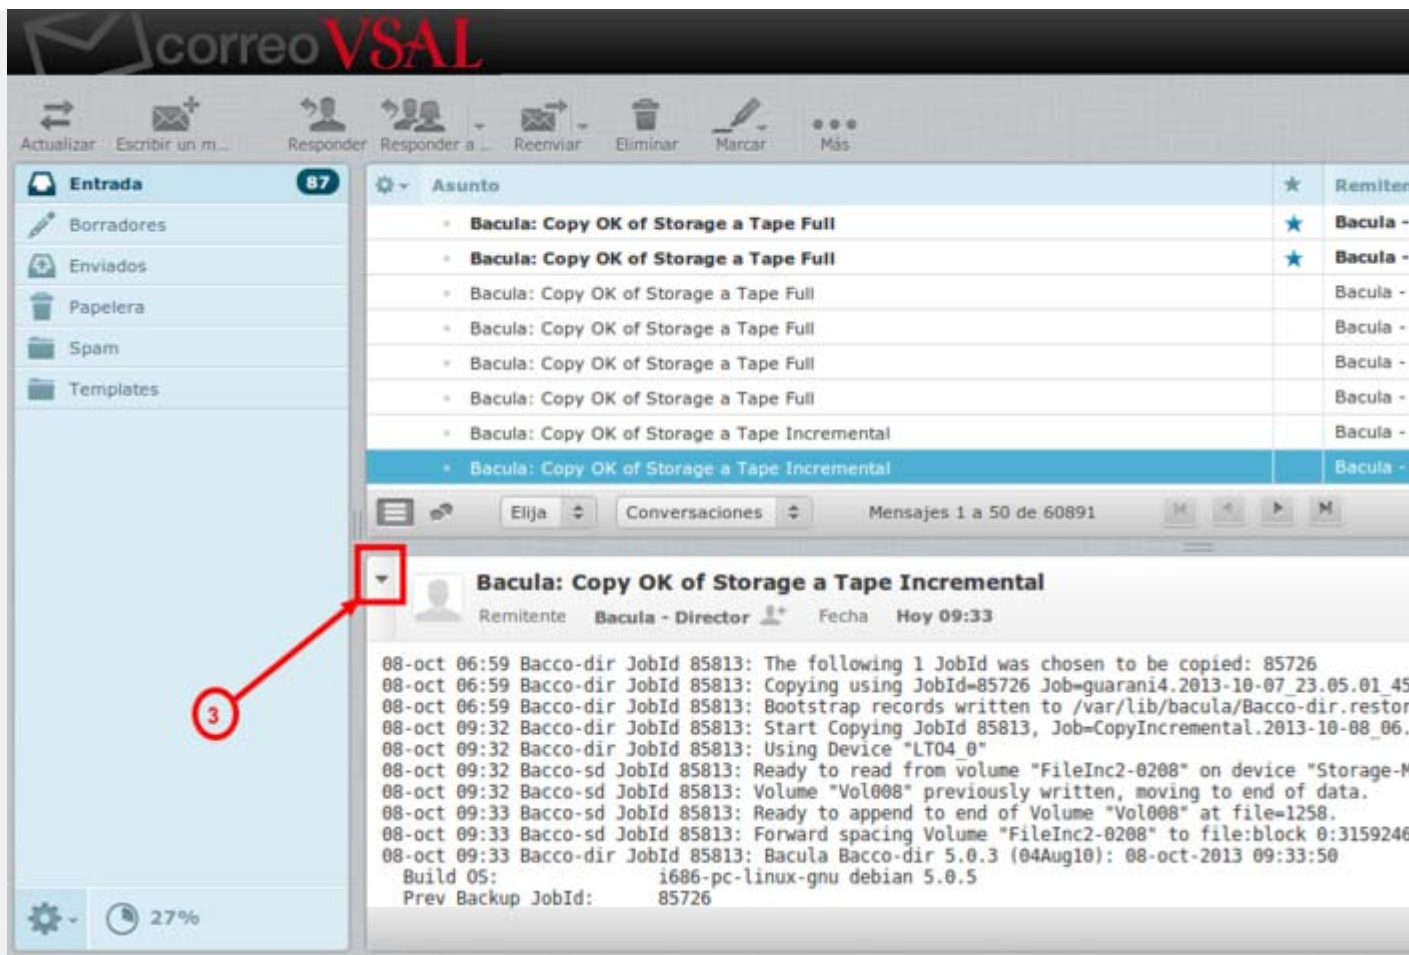 correo VSAL
Actualizar Escribir un m... Responder Responder a ... Reenviar Eliminar Marcar Más
Entrada 87
Borradores
Enviados
Papelera
Spam
Templates
Asunto Remiten
Bacula: Copy OK of Storage a Tape Full Bacula -
Bacula: Copy OK of Storage a Tape Full Bacula -
Bacula: Copy OK of Storage a Tape Full Bacula -
Bacula: Copy OK of Storage a Tape Full Bacula -
Bacula: Copy OK of Storage a Tape Full Bacula -
Bacula: Copy OK of Storage a Tape Full Bacula -
Bacula: Copy OK of Storage a Tape Incremental Bacula -
Bacula: Copy OK of Storage a Tape Incremental Bacula -
Elija Conversaciones Mensajes 1 a 50 de 60891
Bacula: Copy OK of Storage a Tape Incremental
Remitente Bacula - Director Fecha Hoy 09:33
08-oct 06:59 Bacco-dir JobId 85813: The following 1 JobId was chosen to be copied: 85726
08-oct 06:59 Bacco-dir JobId 85813: Copying using JobId=85726 Job=guarani4.2013-10-07_23.05.01_45
08-oct 06:59 Bacco-dir JobId 85813: Bootstrap records written to /var/lib/bacula/Bacco-dir.restor
08-oct 09:32 Bacco-dir JobId 85813: Start Copying JobId 85813, Job=CopyIncremental.2013-10-08_06.
08-oct 09:32 Bacco-dir JobId 85813: Using Device "LTO4_0"
08-oct 09:32 Bacco-sd JobId 85813: Ready to read from volume "FileInc2-0208" on device "Storage-M
08-oct 09:32 Bacco-sd JobId 85813: Volume "Vol008" previously written, moving to end of data.
08-oct 09:33 Bacco-sd JobId 85813: Ready to append to end of Volume "Vol008" at file=1258.
08-oct 09:33 Bacco-sd JobId 85813: Forward spacing Volume "FileInc2-0208" to file:block 0:3159246
08-oct 09:33 Bacco-dir JobId 85813: Bacula Bacco-dir 5.0.3 (04Aug10): 08-oct-2013 09:33:50
Build OS: i686-pc-linux-gnu debian 5.0.5
Prev Backup JobId: 85726
3
27%